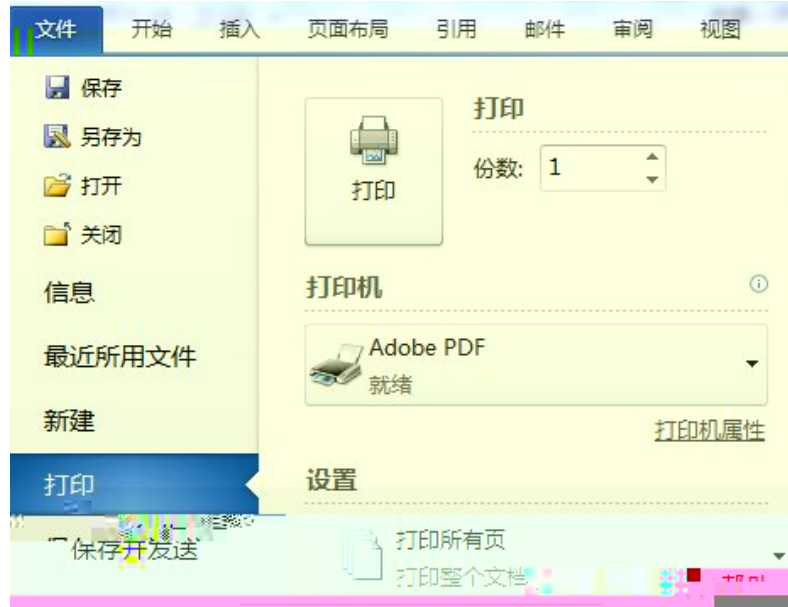 文件 开始 插入 页面布局 引用 邮件 审阅 视图
保存
另存为
打开
关闭
信息
最近所用文件
新建
打印
保存并发送
打印
打印
份数: 1
打印机
Adobe PDF
就绪
打印机属性
设置
打印所有页
打印整个文档